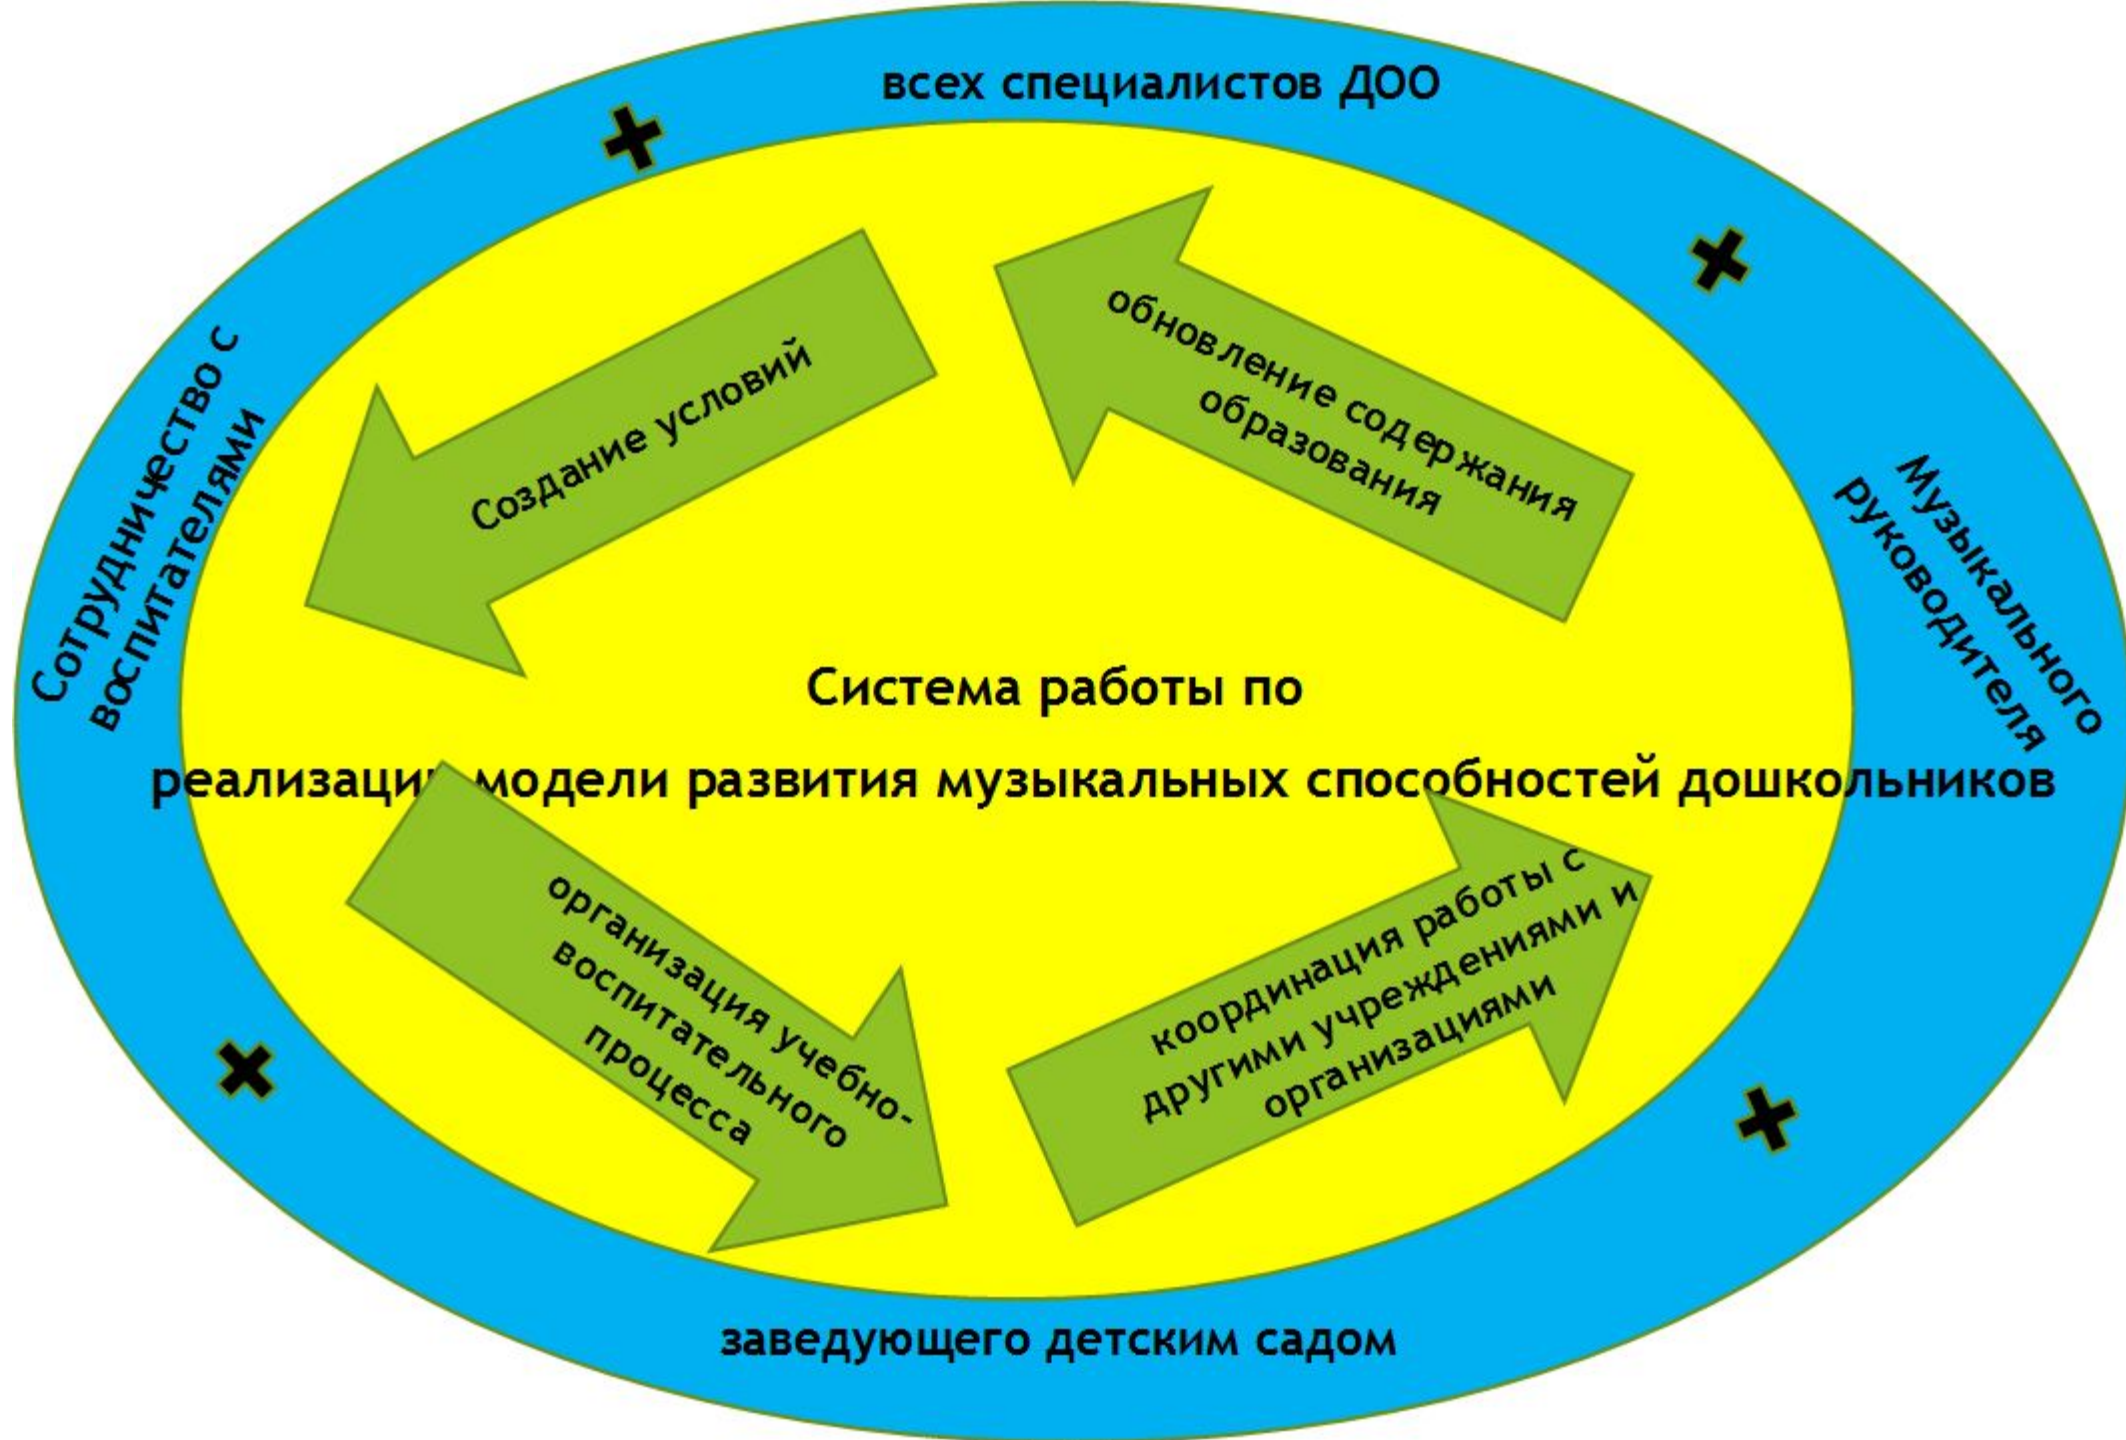 всех специалистов ДОО
Сотрудничество с
воспитателями
Создание условий
обновление содержания
образования
Музыкального
руководителя
Система работы по
реализации модели развития музыкальных способностей дошкольников
организация учебно-
воспитательного
процесса
координация работы с
другими учреждениями и
организациями
заведующего детским садом